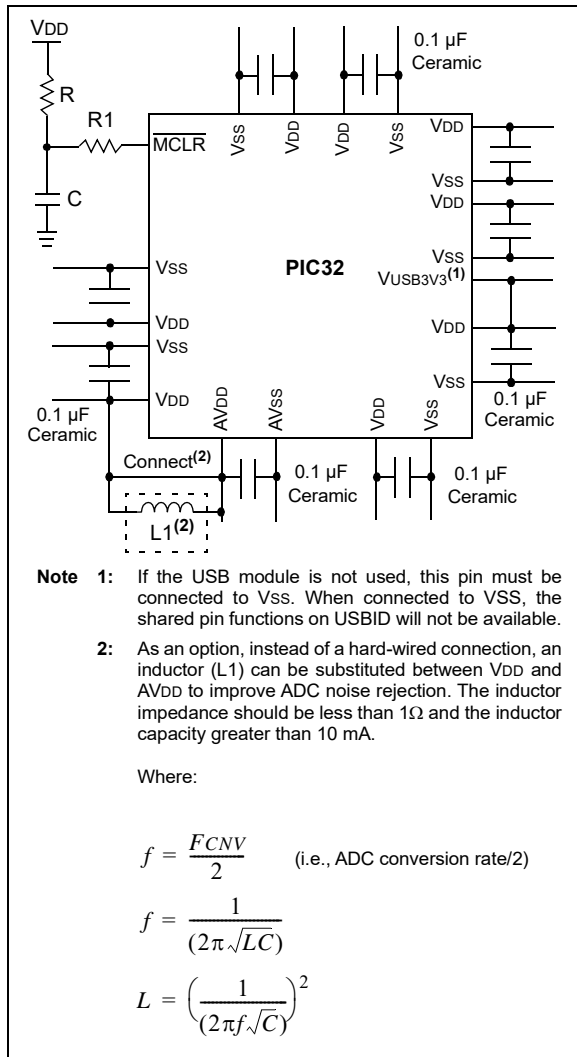 VDD
R
R1
C
MCLR
VSS
VDD
VDD
VSS
0.1 µF
Ceramic
VDD
VSS
VDD
VSS
VUSB3V3(1)
VDD
VSS
0.1 µF
Ceramic
PIC32
VSS
VDD
VSS
VDD
0.1 µF
Ceramic
AVDD
AVSS
VDD
VSS
Connect(2)
L1(2)
0.1 µF
Ceramic
0.1 µF
Ceramic
Note 1: If the USB module is not used, this pin must be
connected to VSS. When connected to VSS, the
shared pin functions on USBID will not be available.
2: As an option, instead of a hard-wired connection, an
inductor (L1) can be substituted between VDD and
AVDD to improve ADC noise rejection. The inductor
impedance should be less than 1Ω and the inductor
capacity greater than 10 mA.
Where:
f = FCNV / 2 (i.e., ADC conversion rate/2)
f = 1 / (2π√LC)
L = (1 / (2πf√C))²